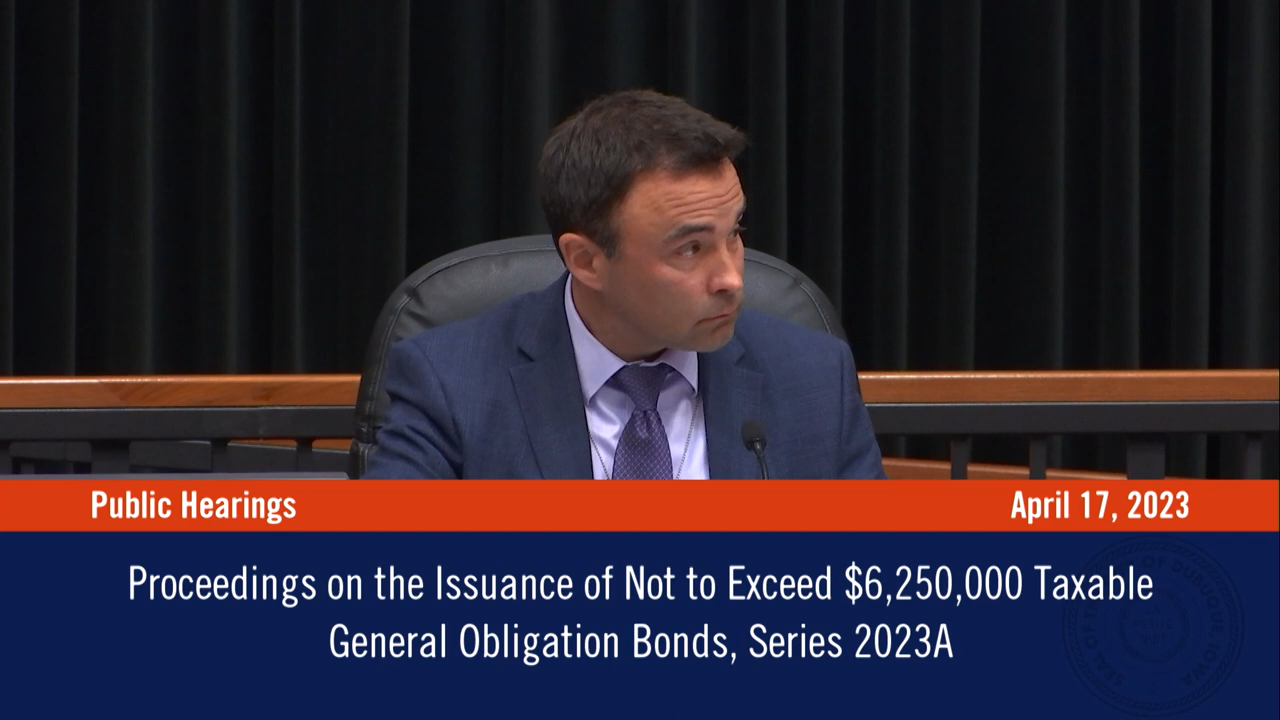 Public Hearings
April 17, 2023
Proceedings on the Issuance of Not to Exceed $6,250,000 Taxable
General Obligation Bonds, Series 2023A